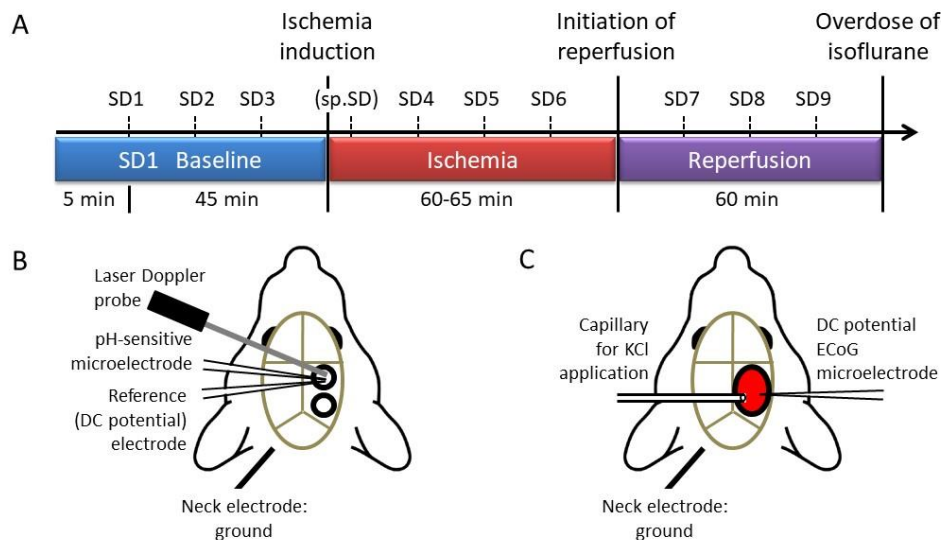 A
Ischemia
induction
Initiation of
reperfusion
Overdose of
isoflurane
SD1 SD2 SD3 (sp.SD) SD4 SD5 SD6 SD7 SD8 SD9
SD1 Baseline Ischemia Reperfusion
5 min 45 min 60-65 min 60 min
B
Laser Doppler
probe
pH-sensitive
microelectrode
Reference
(DC potential)
electrode
Neck electrode:
ground
C
Capillary
for KCl
application
DC potential
ECoG
microelectrode
Neck electrode:
ground